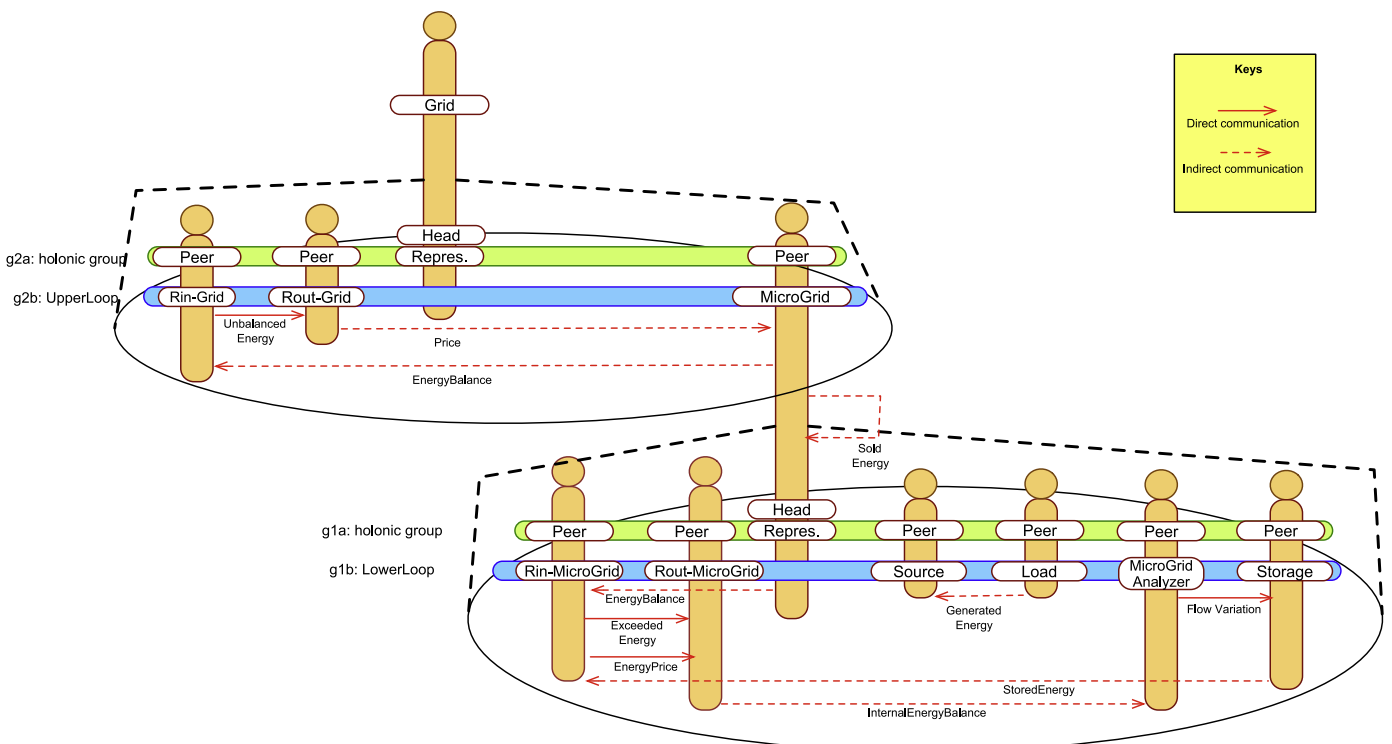 Keys
Direct communication
Indirect communication
Grid
Head
g2a: holonic group
Peer
Peer
Repres.
Peer
g2b: UpperLoop
Rin-Grid
Rout-Grid
MicroGrid
Unbalanced
Energy
Price
EnergyBalance
Sold
Energy
Head
g1a: holonic group
Peer
Peer
Repres.
Peer
Peer
Peer
Peer
g1b: LowerLoop
Rin-MicroGrid
Rout-MicroGrid
Source
Load
MicroGrid
Analyzer
Storage
EnergyBalance
Generated
Energy
Flow Variation
Exceeded
Energy
EnergyPrice
StoredEnergy
InternalEnergyBalance